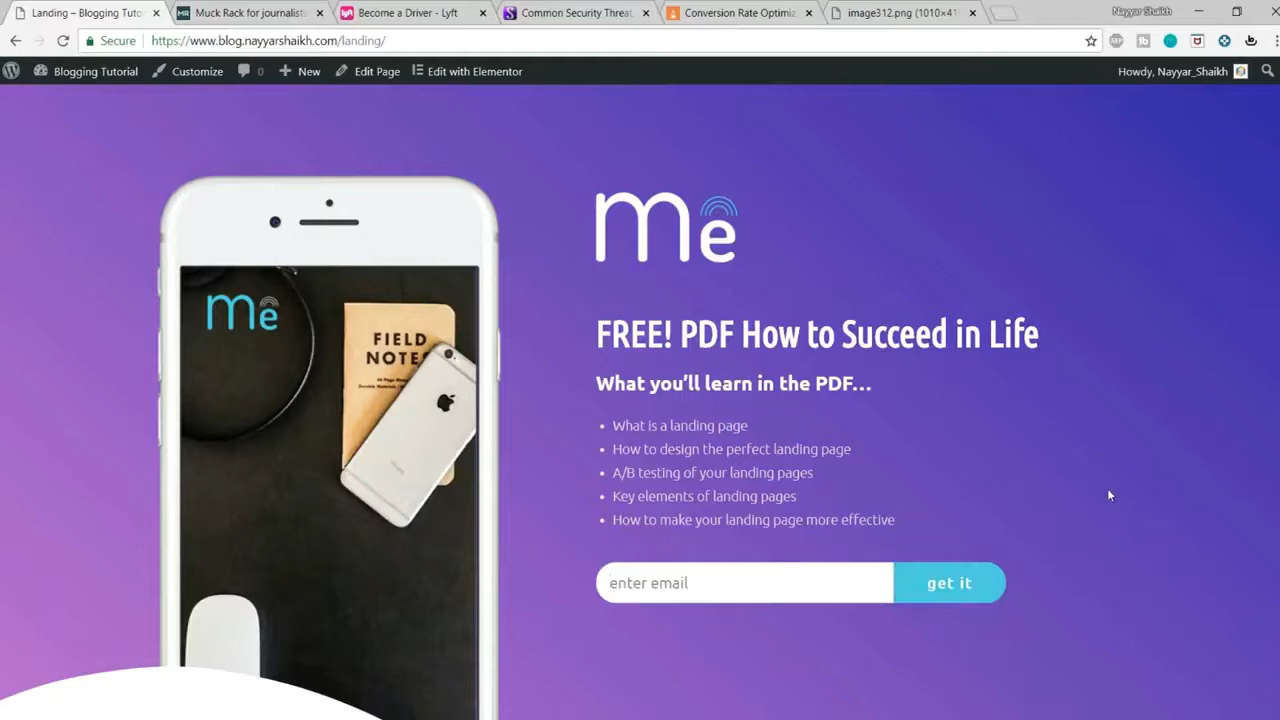 Landing – Blogging Tuto
Muck Rack for journalist
Become a Driver - Lyft
Common Security Threat
Conversion Rate Optimiz
image312.png (1010×41
Nayyar Shaikh
Secure
https://www.blog.nayyarshaikh.com/landing/
Blogging Tutorial
Customize
0
New
Edit Page
Edit with Elementor
Howdy, Nayyar_Shaikh
me
FREE! PDF How to Succeed in Life
What you'll learn in the PDF...
• What is a landing page
• How to design the perfect landing page
• A/B testing of your landing pages
• Key elements of landing pages
• How to make your landing page more effective
enter email
get it
me
FIELD
NOTE